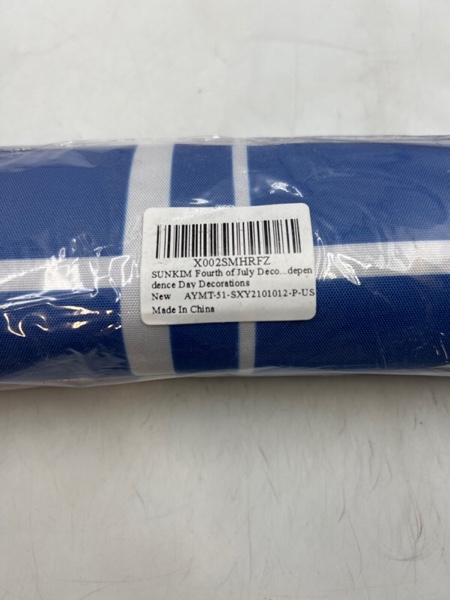 X002SMHRFZ
SUNKIM Fourth of July Deco...depen
dence Day Decorations
New AYMT-51-SXY2101012-P-US
Made In China